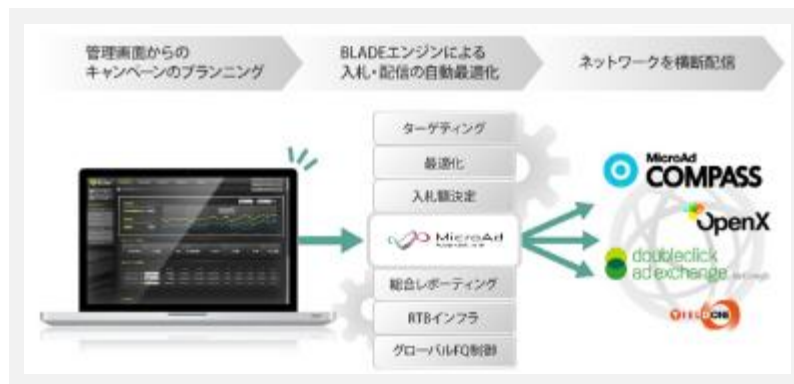 管理画面からの
キャンペーンのプランニング
BLADEエンジンによる
入札・配信の自動最適化
ネットワークを横断配信
ターゲティング
最適化
入札額決定
MicroAd
総合レポーティング
RTBインフラ
グローバルFQ制御
MicroAd
COMPASS
OpenX
doubleclick
ad exchange
YIELD ONE